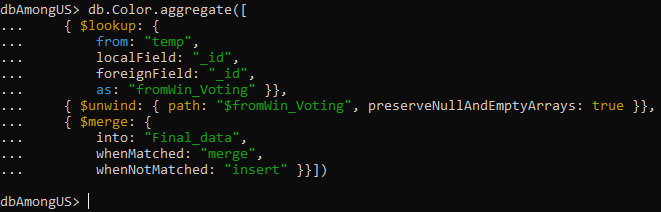 dbAmongUS> db.Color.aggregate([
...     { $lookup: {
...         from: "temp",
...         localField: "_id",
...         foreignField: "_id",
...         as: "fromWin_Voting" }},
...     { $unwind: { path: "$fromWin_Voting", preserveNullAndEmptyArrays: true }},
...     { $merge: {
...         into: "Final_data",
...         whenMatched: "merge",
...         whenNotMatched: "insert" }}])
dbAmongUS>